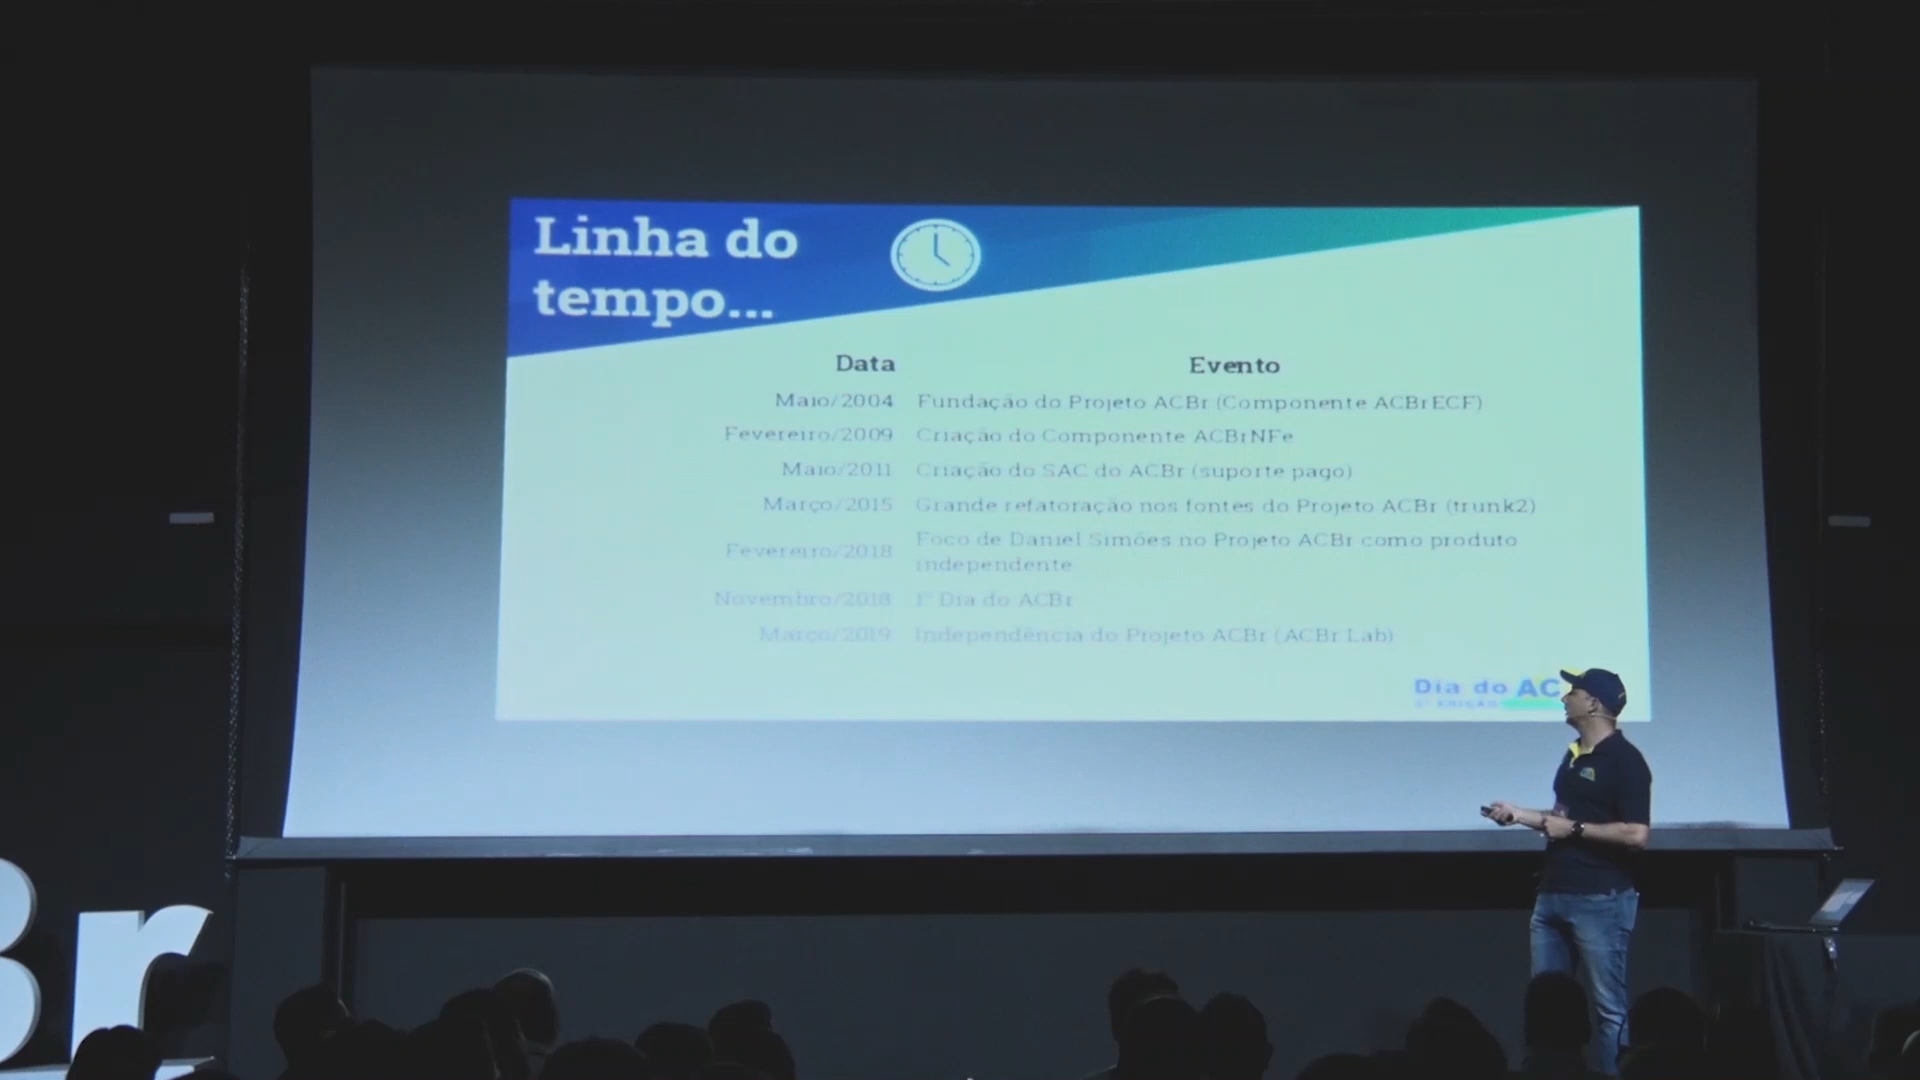 Linha do
tempo...
Data Evento
Maio/2004 Fundação do Projeto ACBr (Componente ACBrECF)
Fevereiro/2009 Criação do Componente ACBrNFe
Maio/2011 Criação do SAC do ACBr (suporte pago)
Março/2015 Grande refatoração nos fontes do Projeto ACBr (trunk2)
Fevereiro/2018 Foco de Daniel Simões no Projeto ACBr como produto
independente
Novembro/2018 1º Dia do ACBr
Março/2019 Independência do Projeto ACBr (ACBr Lab)
Dia do AC
EDIÇÃO
Br